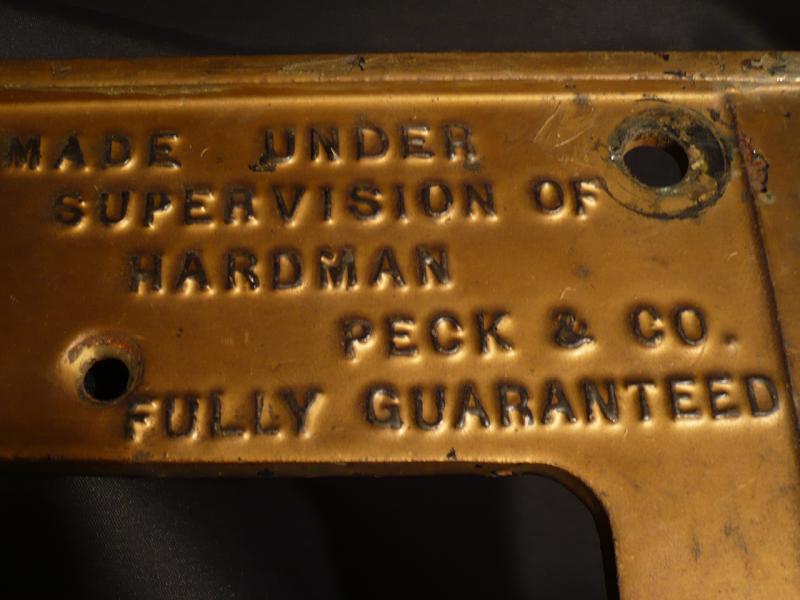 MADE UNDER
SUPERVISION OF
HARDMAN
PECK & CO.
FULLY GUARANTEED